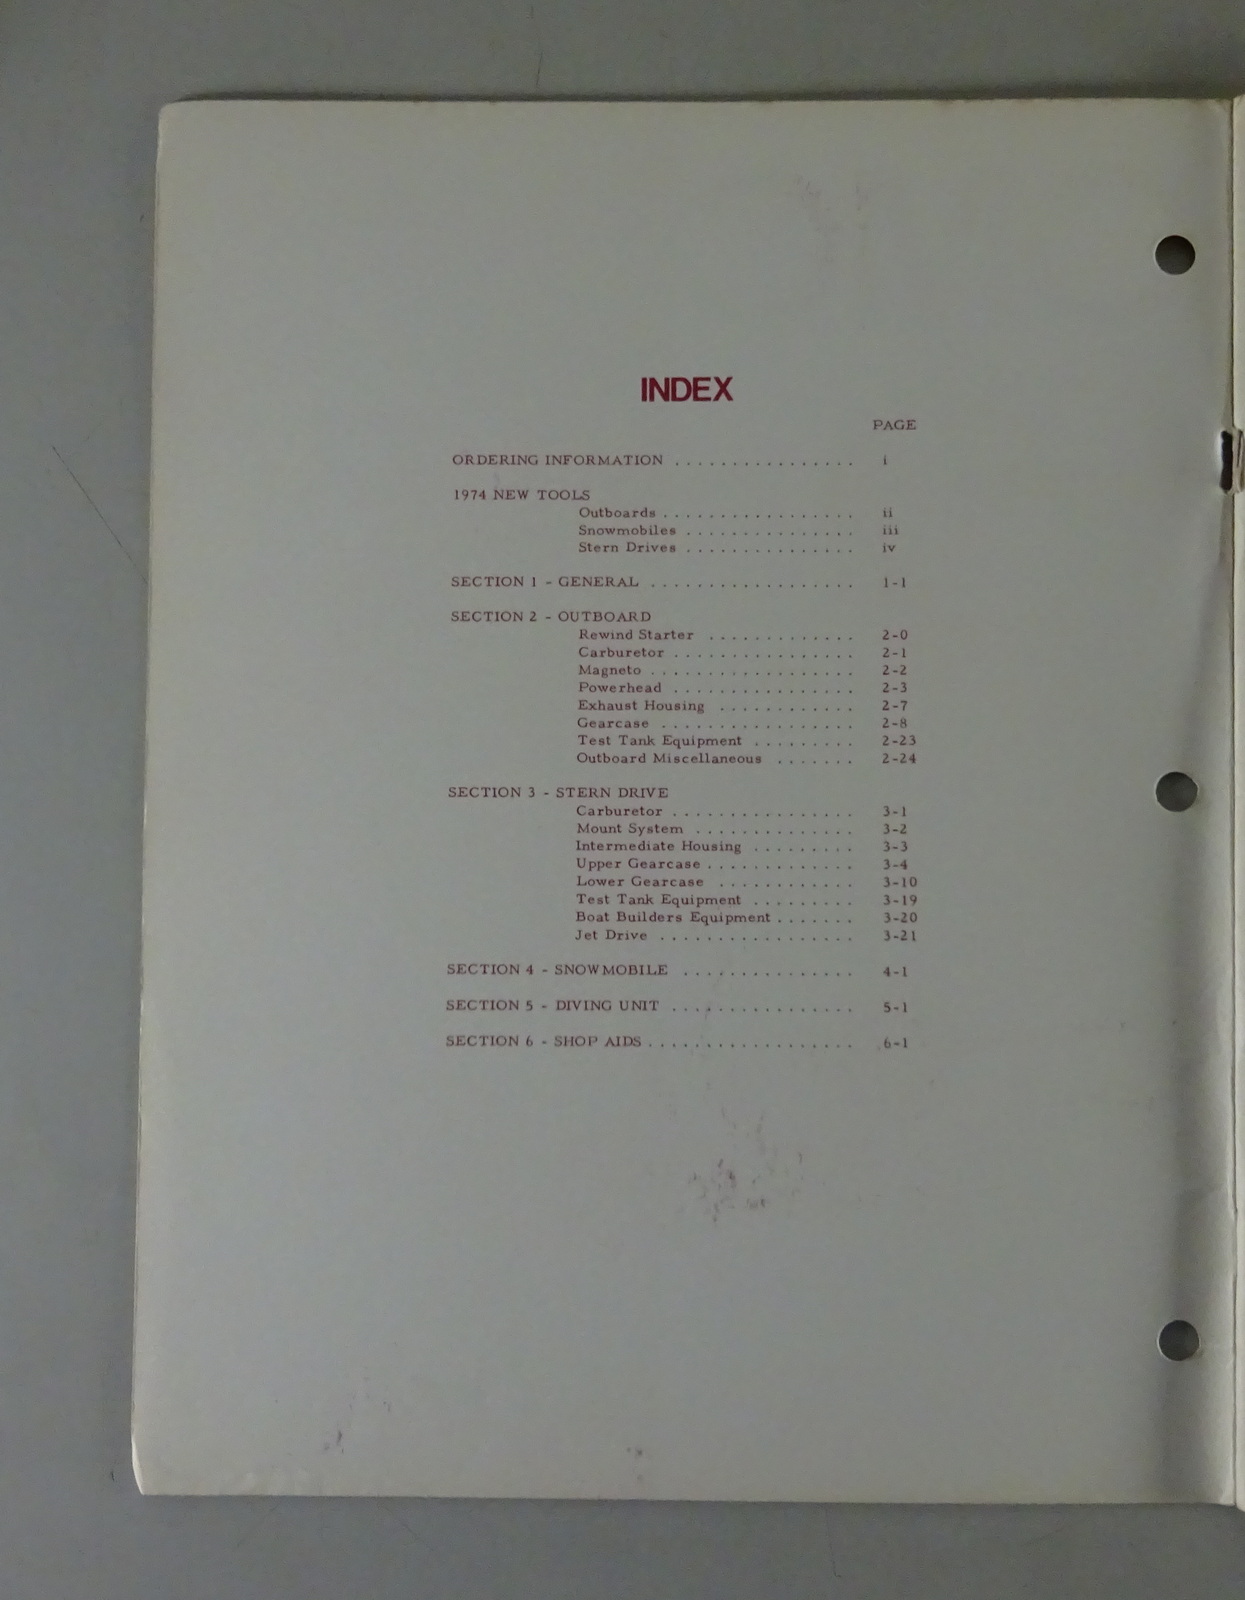 INDEX
PAGE
ORDERING INFORMATION . . . . . . . . . . . . . . . . i
1974 NEW TOOLS
Outboards . . . . . . . . . . . . . . . . . ii
Snowmobiles . . . . . . . . . . . . . . . iii
Stern Drives . . . . . . . . . . . . . . . iv
SECTION 1 - GENERAL . . . . . . . . . . . . . . . . . . 1-1
SECTION 2 - OUTBOARD
Rewind Starter . . . . . . . . . . . . . 2-0
Carburetor . . . . . . . . . . . . . . . . 2-1
Magneto . . . . . . . . . . . . . . . . . . 2-2
Powerhead . . . . . . . . . . . . . . . . 2-3
Exhaust Housing . . . . . . . . . . . . 2-7
Gearcase . . . . . . . . . . . . . . . . . 2-8
Test Tank Equipment . . . . . . . . . 2-23
Outboard Miscellaneous . . . . . . . 2-24
SECTION 3 - STERN DRIVE
Carburetor . . . . . . . . . . . . . . . . 3-1
Mount System . . . . . . . . . . . . . . 3-2
Intermediate Housing . . . . . . . . . 3-3
Upper Gearcase . . . . . . . . . . . . . 3-4
Lower Gearcase . . . . . . . . . . . . 3-10
Test Tank Equipment . . . . . . . . . 3-19
Boat Builders Equipment . . . . . . . 3-20
Jet Drive . . . . . . . . . . . . . . . . . 3-21
SECTION 4 - SNOWMOBILE . . . . . . . . . . . . . . . 4-1
SECTION 5 - DIVING UNIT . . . . . . . . . . . . . . . . 5-1
SECTION 6 - SHOP AIDS . . . . . . . . . . . . . . . . . . 6-1